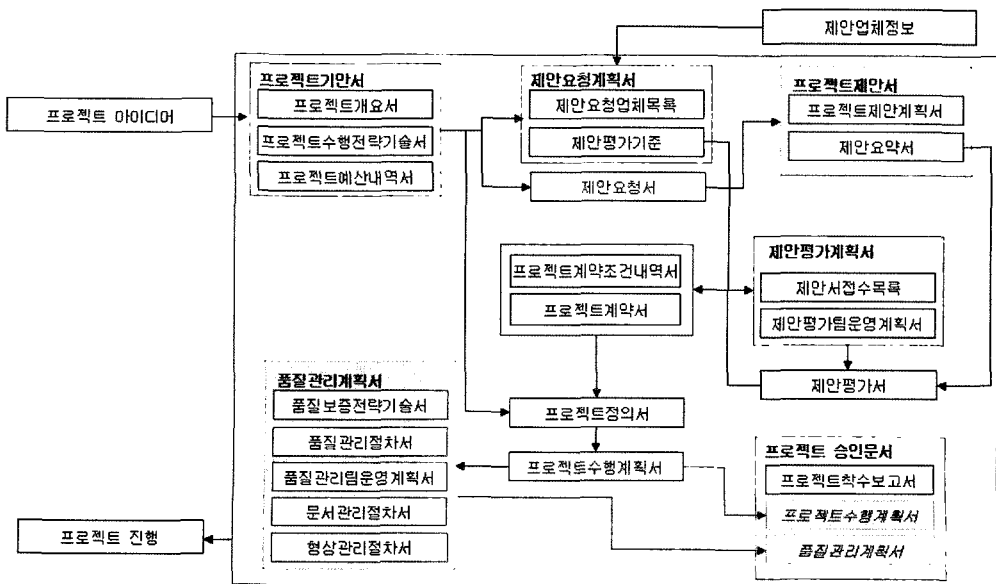 제안업체정보
프로젝트 아이디어
프로젝트기안서
프로젝트개요서
프로젝트수행전략기술서
프로젝트예산내역서
제안요청계획서
제안요청업체목록
제안평가기준
제안요청서
프로젝트제안서
프로젝트제안계획서
제안요약서
프로젝트계약조건내역서
프로젝트계약서
제안평가계획서
제안서접수목록
제안평가팀운영계획서
제안평가서
품질관리계획서
품질보증전략기술서
품질관리절차서
품질관리팀운영계획서
문서관리절차서
형상관리절차서
프로젝트정의서
프로젝트수행계획서
프로젝트 승인문서
프로젝트착수보고서
프로젝트수행계획서
품질관리계획서
프로젝트 진행